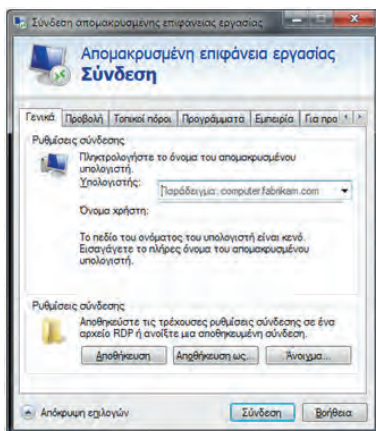 Σύνδεση απομακρυσμένης επιφάνειας εργασίας
Απομακρυσμένη επιφάνεια εργασίας
Σύνδεση
Γενικά Προβολή Τοπικοί πόροι Προγράμματα Εμπειρία Για προ
Ρυθμίσεις σύνδεσης
Πληκτρολογήστε το όνομα του απομακρυσμένου
υπολογιστή.
Υπολογιστής: Παράδειγμα: computer.fabrikam.com
Όνομα χρήστη:
Το πεδίο του ονόματος του υπολογιστή είναι κενό.
Εισαγάγετε το πλήρες όνομα του απομακρυσμένου
υπολογιστή.
Ρυθμίσεις σύνδεσης
Αποθηκεύστε τις τρέχουσες ρυθμίσεις σύνδεσης σε ένα
αρχείο RDP ή ανοίξτε μια αποθηκευμένη σύνδεση.
Αποθήκευση Αποθήκευση ως... Άνοιγμα...
Απόκρυψη επιλογών Σύνδεση Βοήθεια